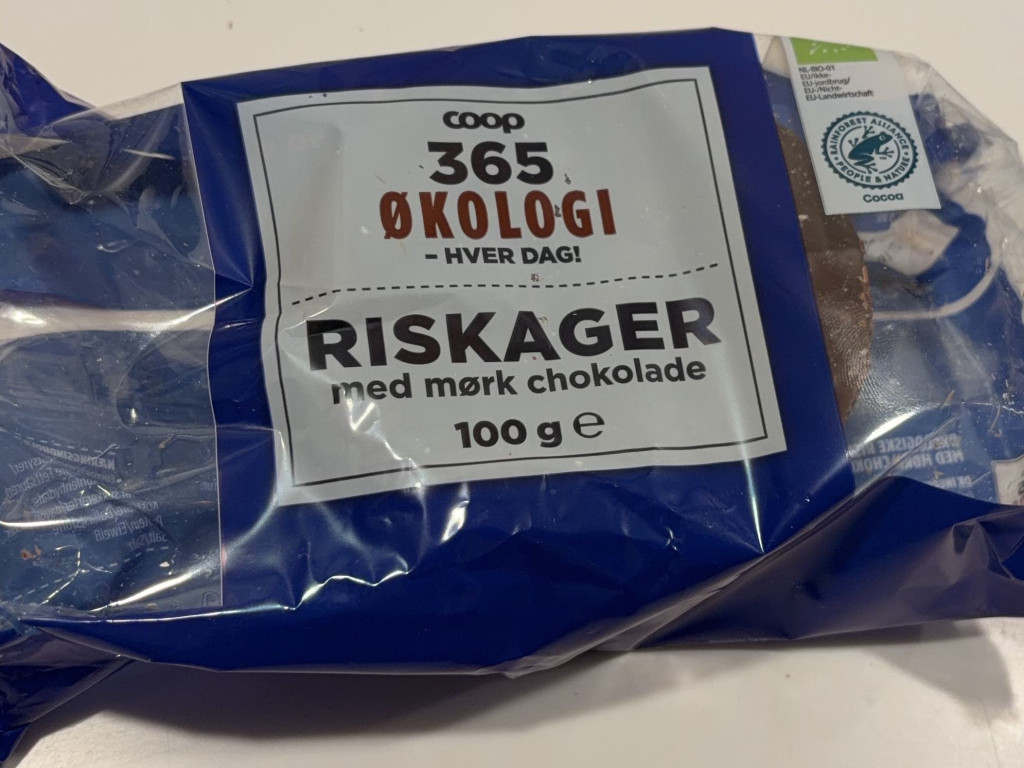 coop
365
ØKOLOGI
– HVER DAG!
RISKAGER
med mørk chokolade
100 g ℮
NL-BIO-01
EU/Ikke-
EU-jordbrug/
EU-/Nicht-
EU-Landwirtschaft
RAINFOREST ALLIANCE
PEOPLE & NATURE
Cocoa